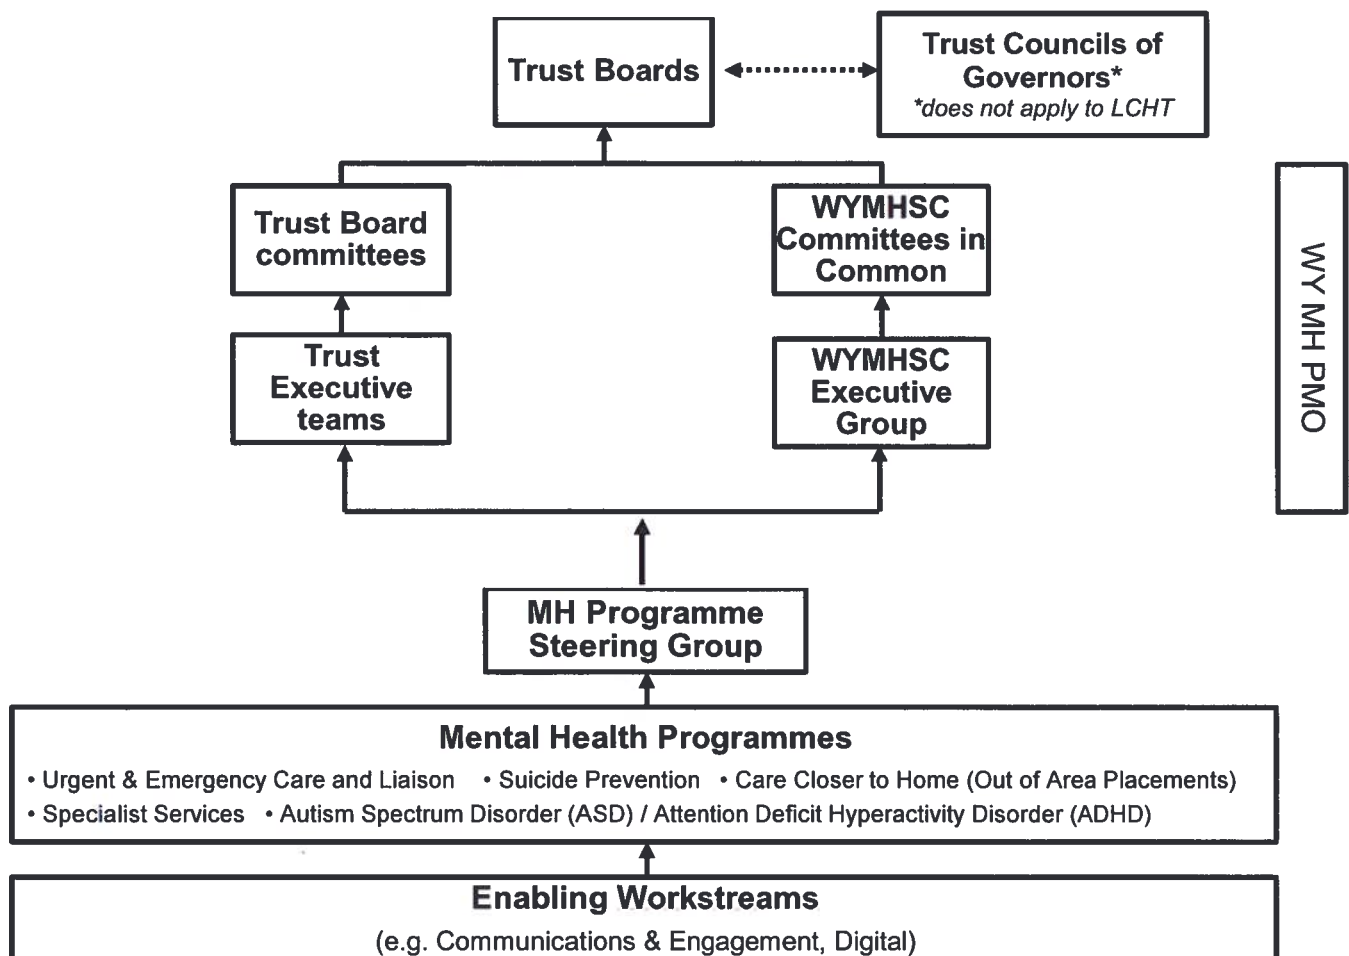 Trust Boards
Trust Councils of
Governors*
*does not apply to LCHT
Trust Board
committees
WYMHSC
Committees in
Common
Trust
Executive
teams
WYMHSC
Executive
Group
WY MH PMO
MH Programme
Steering Group
Mental Health Programmes
• Urgent & Emergency Care and Liaison • Suicide Prevention • Care Closer to Home (Out of Area Placements)
• Specialist Services • Autism Spectrum Disorder (ASD) / Attention Deficit Hyperactivity Disorder (ADHD)
Enabling Workstreams
(e.g. Communications & Engagement, Digital)